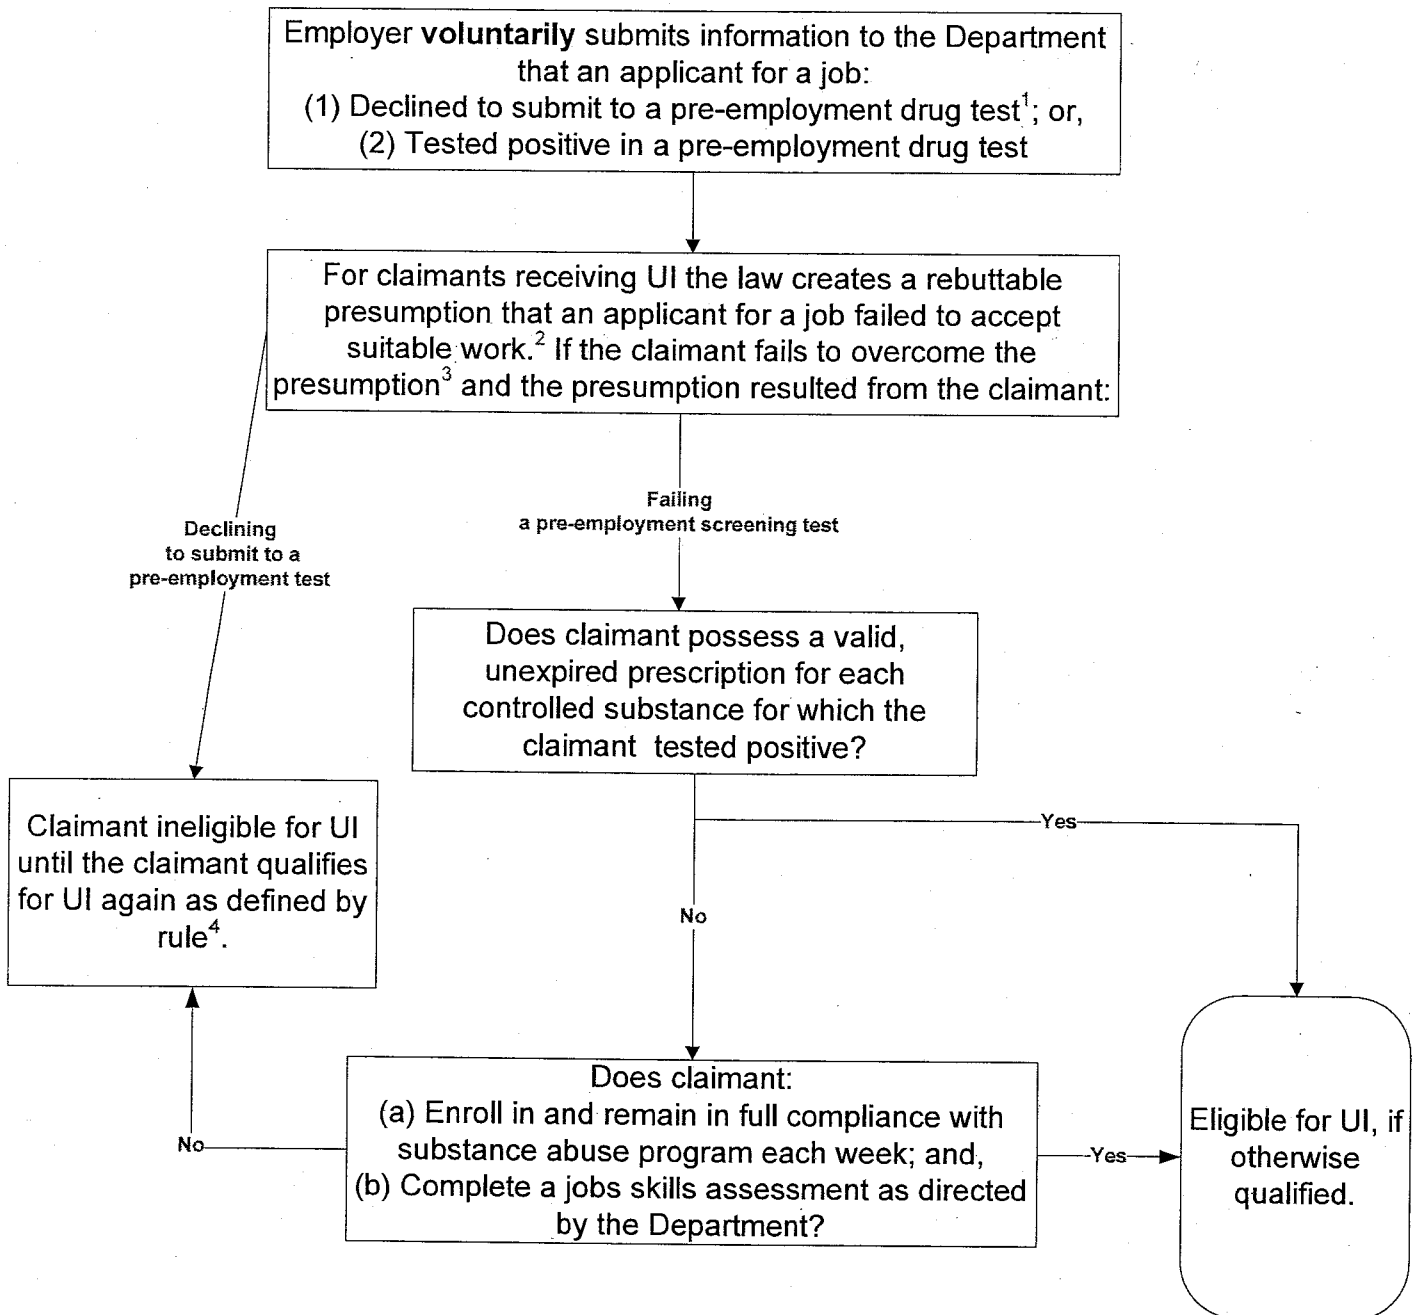 Employer voluntarily submits information to the Department
that an applicant for a job:
(1) Declined to submit to a pre-employment drug test¹; or,
(2) Tested positive in a pre-employment drug test
For claimants receiving UI the law creates a rebuttable
presumption that an applicant for a job failed to accept
suitable work.² If the claimant fails to overcome the
presumption³ and the presumption resulted from the claimant:
Failing
a pre-employment screening test
Declining
to submit to a
pre-employment test
Does claimant possess a valid,
unexpired prescription for each
controlled substance for which the
claimant tested positive?
Claimant ineligible for UI
until the claimant qualifies
for UI again as defined by
rule⁴.
Yes
No
Does claimant:
(a) Enroll in and remain in full compliance with
substance abuse program each week; and,
(b) Complete a jobs skills assessment as directed
by the Department?
No
Yes
Eligible for UI, if
otherwise
qualified.